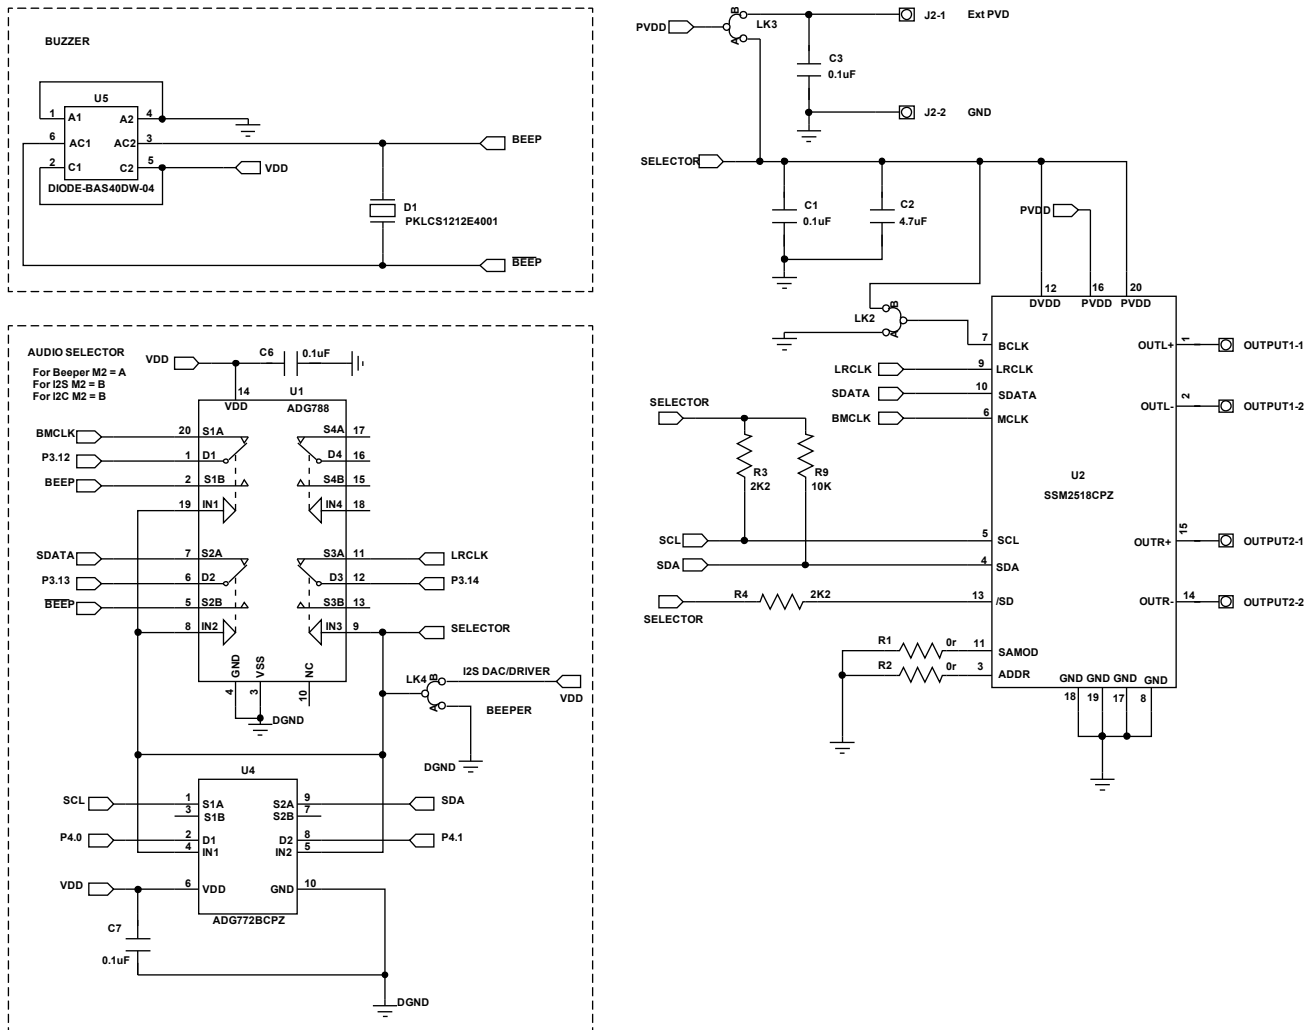 BUZZER
U5
1 A1 A2 4
6 AC1 AC2 3
2 C1 C2 5
DIODE-BAS40DW-04
VDD
BEEP
D1
PKLCS1212E4001
BEEP
AUDIO SELECTOR
For Beeper M2 = A
For I2S M2 = B
For I2C M2 = B
VDD
C6 0.1uF
14
VDD
U1
ADG788
BMCLK 20 S1A S4A 17
P3.12 1 D1 D4 16
BEEP 2 S1B S4B 15
19 IN1 IN4 18
SDATA 7 S2A S3A 11 LRCLK
P3.13 6 D2 D3 12 P3.14
BEEP 5 S2B S3B 13
8 IN2 IN3 9 SELECTOR
GND VSS NC
4 3 10
DGND
LK4 B A
I2S DAC/DRIVER
VDD
BEEPER
DGND
U4
SCL 1 S1A S2A 9 SDA
3 S1B S2B 7
P4.0 2 D1 D2 8 P4.1
4 IN1 IN2 5
VDD 6 VDD GND 10
ADG772BCPZ
C7
0.1uF
DGND
PVDD
B A
LK3
J2-1 Ext PVD
C3
0.1uF
J2-2 GND
SELECTOR
C1
0.1uF
C2
4.7uF
PVDD
12 16 20
DVDD PVDD PVDD
LK2 B A
7 BCLK
LRCLK 9 LRCLK
SDATA 10 SDATA
BMCLK 6 MCLK
OUTL+ 1 OUTPUT1-1
OUTL- 2 OUTPUT1-2
SELECTOR
R3
2K2
R9
10K
U2
SSM2518CPZ
SCL 5 SCL
SDA 4 SDA
OUTR+ 15 OUTPUT2-1
SELECTOR
R4 2K2 13 /SD
OUTR- 14 OUTPUT2-2
R1 0r 11 SAMOD
R2 0r 3 ADDR
GND GND GND GND
18 19 17 8